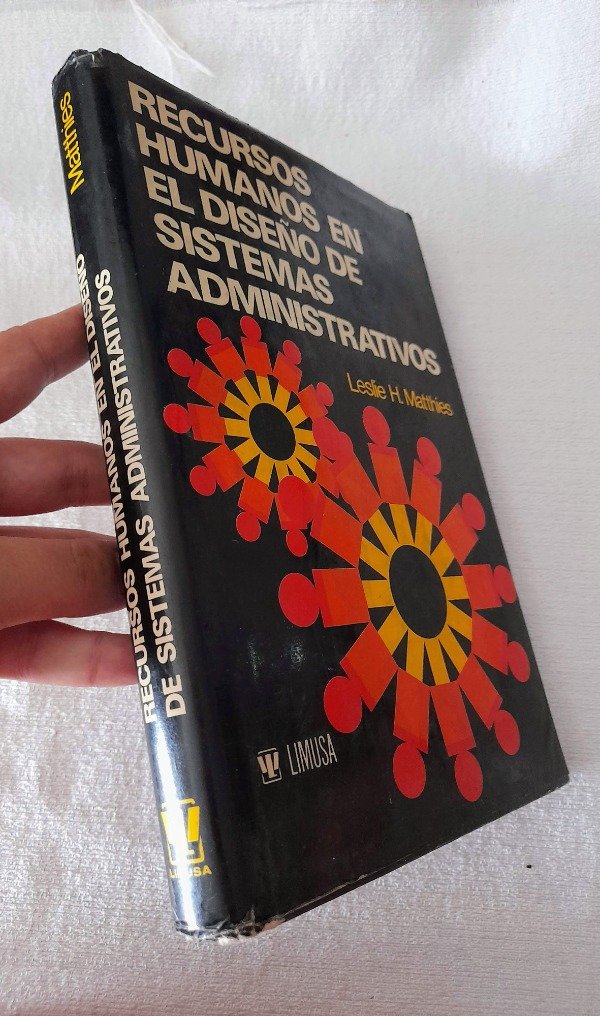 RECURSOS
HUMANOS EN
EL DISEÑO DE
SISTEMAS
ADMINISTRATIVOS
Leslie H. Matthies
LIMUSA
Matthies
RECURSOS HUMANOS EN EL DISEÑO
DE SISTEMAS ADMINISTRATIVOS
LIMUSA